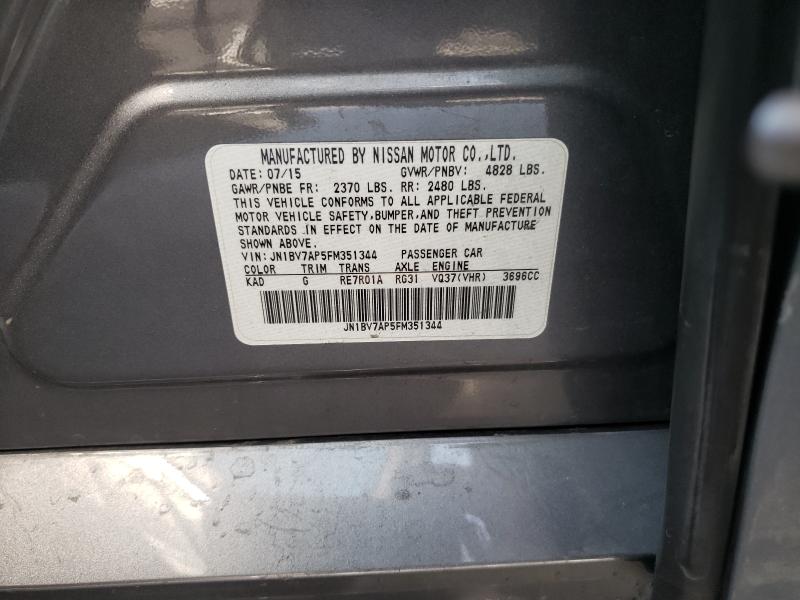 MANUFACTURED BY NISSAN MOTOR CO.,LTD.
DATE: 07/15 GVWR/PNBV: 4828 LBS.
GAWR/PNBE FR: 2370 LBS. RR: 2480 LBS.
THIS VEHICLE CONFORMS TO ALL APPLICABLE FEDERAL
MOTOR VEHICLE SAFETY,BUMPER,AND THEFT PREVENTION
STANDARDS IN EFFECT ON THE DATE OF MANUFACTURE
SHOWN ABOVE.
VIN: JN1BV7AP5FM351344 PASSENGER CAR
COLOR TRIM TRANS AXLE ENGINE
KAD G RE7R01A RG31 VQ37(VHR) 3696CC
JN1BV7AP5FM351344